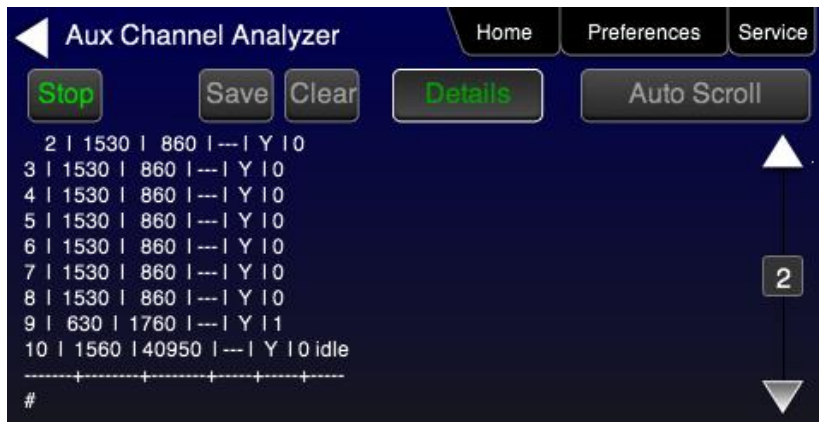 Aux Channel Analyzer Home Preferences Service
Stop Save Clear Details Auto Scroll
2 | 1530 | 860 |---| Y |0
3 | 1530 | 860 |---| Y |0
4 | 1530 | 860 |---| Y |0
5 | 1530 | 860 |---| Y |0
6 | 1530 | 860 |---| Y |0
7 | 1530 | 860 |---| Y |0
8 | 1530 | 860 |---| Y |0
9 | 630 | 1760 |---| Y |1
10 | 1560 |40950 |---| Y |0 idle
-------+--------+--------+-----+-----+-----
#
2